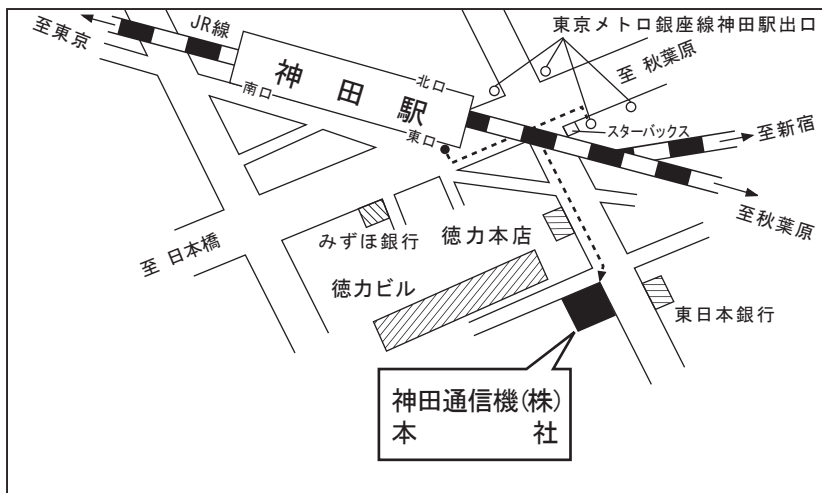 至東京
JR線
東京メトロ銀座線神田駅出口
神田駅
北口
南口
東口
至 秋葉原
スターバックス
至新宿
至秋葉原
至 日本橋
みずほ銀行
徳力本店
徳力ビル
東日本銀行
神田通信機(株)
本 社